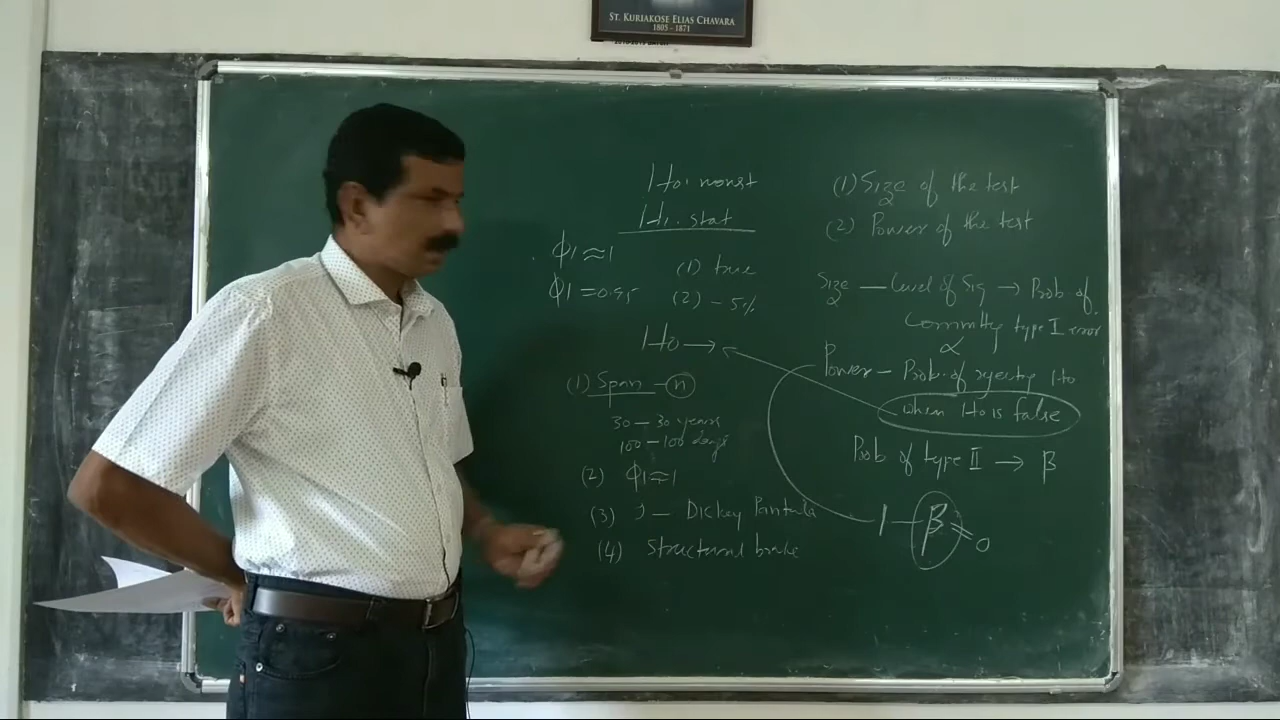 ST. KURIAKOSE ELIAS CHAVARA
1805 - 1871
H0: nonst
H1: stat
ϕ1 ≈ 1
ϕ1 = 0.95
(1) true
(2) - 5%
H0 →
(1) Span - n
30 - 30 years
100 - 100 days
(2) ϕ1 ≈ 1
(3) I - Dickey Pantula
(4) Structural brake
(1) Size of the test
(2) Power of the test
Size - Level of Sig → Prob. of
Committg type I error
α
Power - Prob. of rejecting H0
when H0 is false
Prob of type II → β
1 - β = 0